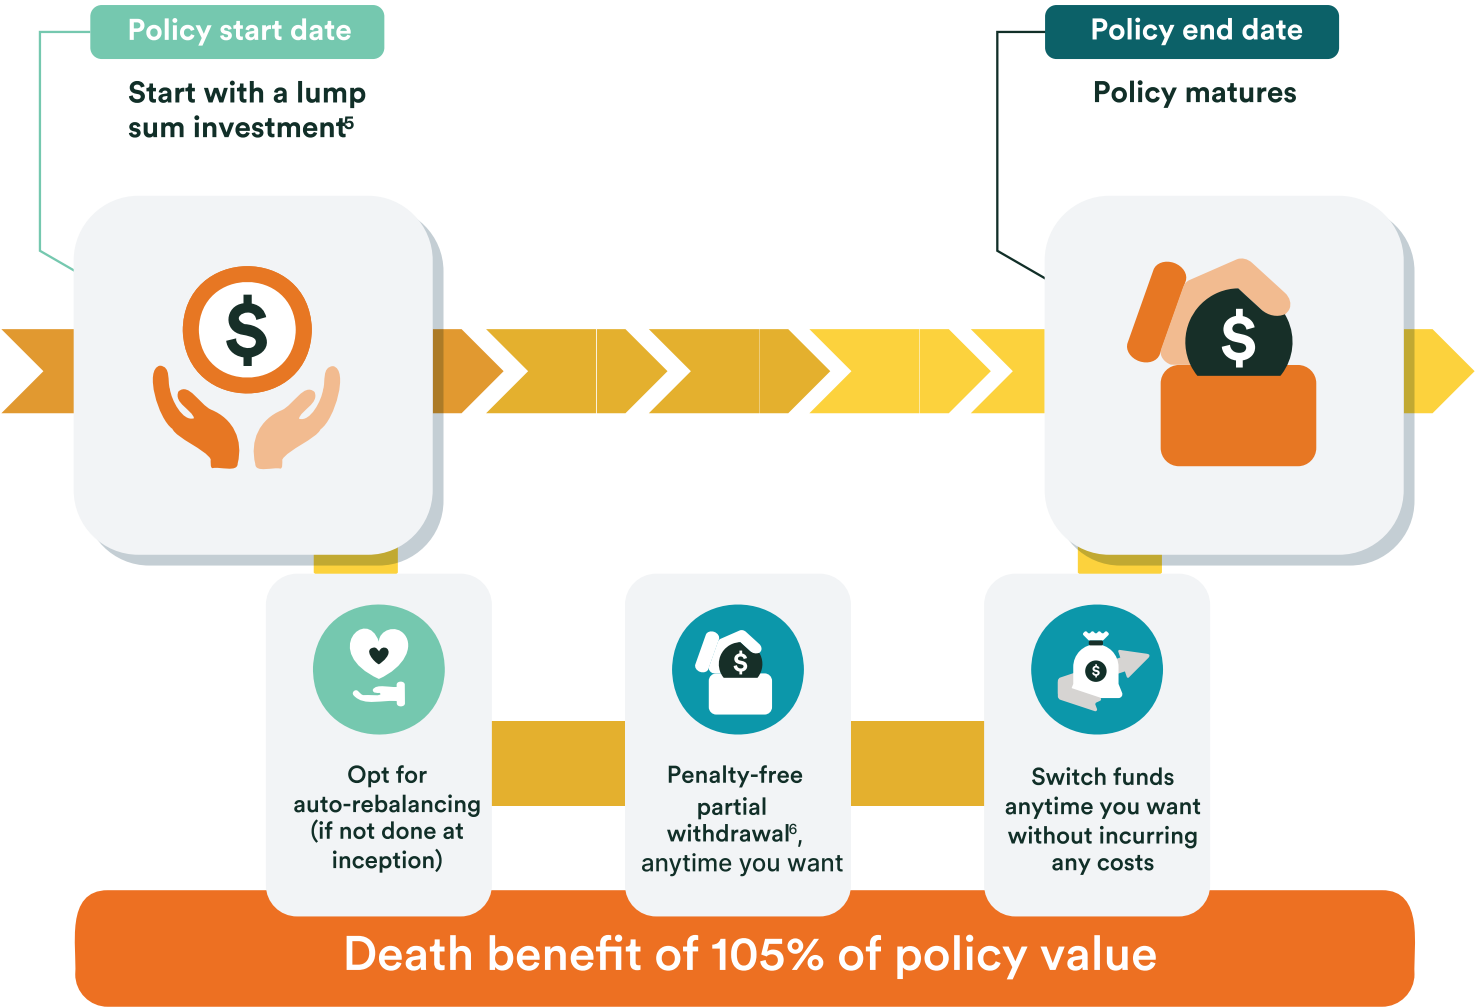 Policy start date
Start with a lump
sum investment⁵
Policy end date
Policy matures
$
$
Opt for
auto-rebalancing
(if not done at
inception)
$
Penalty-free
partial
withdrawal⁶,
anytime you want
$
Switch funds
anytime you want
without incurring
any costs
Death benefit of 105% of policy value